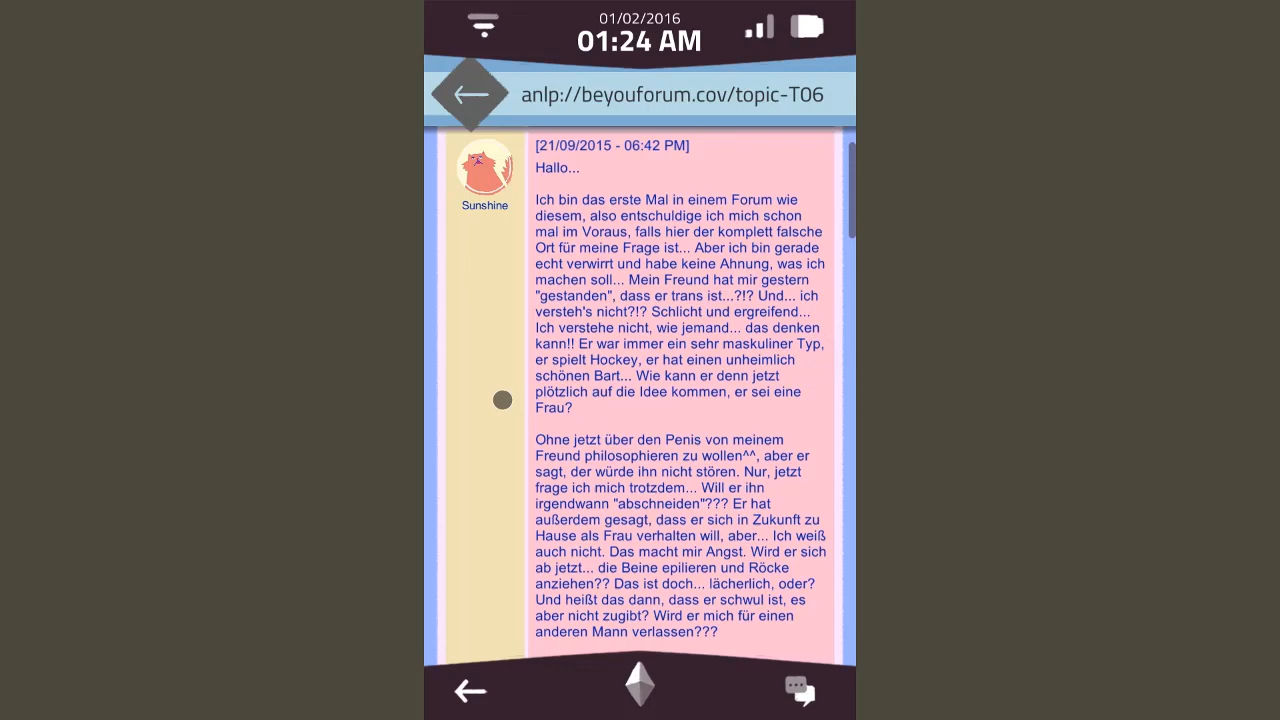 01/02/2016
01:24 AM
anlp://beyouforum.cov/topic-T06
[21/09/2015 - 06:42 PM]
Sunshine
Hallo...
Ich bin das erste Mal in einem Forum wie
diesem, also entschuldige ich mich schon
mal im Voraus, falls hier der komplett falsche
Ort für meine Frage ist... Aber ich bin gerade
echt verwirrt und habe keine Ahnung, was ich
machen soll... Mein Freund hat mir gestern
"gestanden", dass er trans ist...?!? Und... ich
versteh's nicht?!? Schlicht und ergreifend...
Ich verstehe nicht, wie jemand... das denken
kann!! Er war immer ein sehr maskuliner Typ,
er spielt Hockey, er hat einen unheimlich
schönen Bart... Wie kann er denn jetzt
plötzlich auf die Idee kommen, er sei eine
Frau?
Ohne jetzt über den Penis von meinem
Freund philosophieren zu wollen^^, aber er
sagt, der würde ihn nicht stören. Nur, jetzt
frage ich mich trotzdem... Will er ihn
irgendwann "abschneiden"??? Er hat
außerdem gesagt, dass er sich in Zukunft zu
Hause als Frau verhalten will, aber... Ich weiß
auch nicht. Das macht mir Angst. Wird er sich
ab jetzt... die Beine epilieren und Röcke
anziehen?? Das ist doch... lächerlich, oder?
Und heißt das dann, dass er schwul ist, es
aber nicht zugibt? Wird er mich für einen
anderen Mann verlassen???